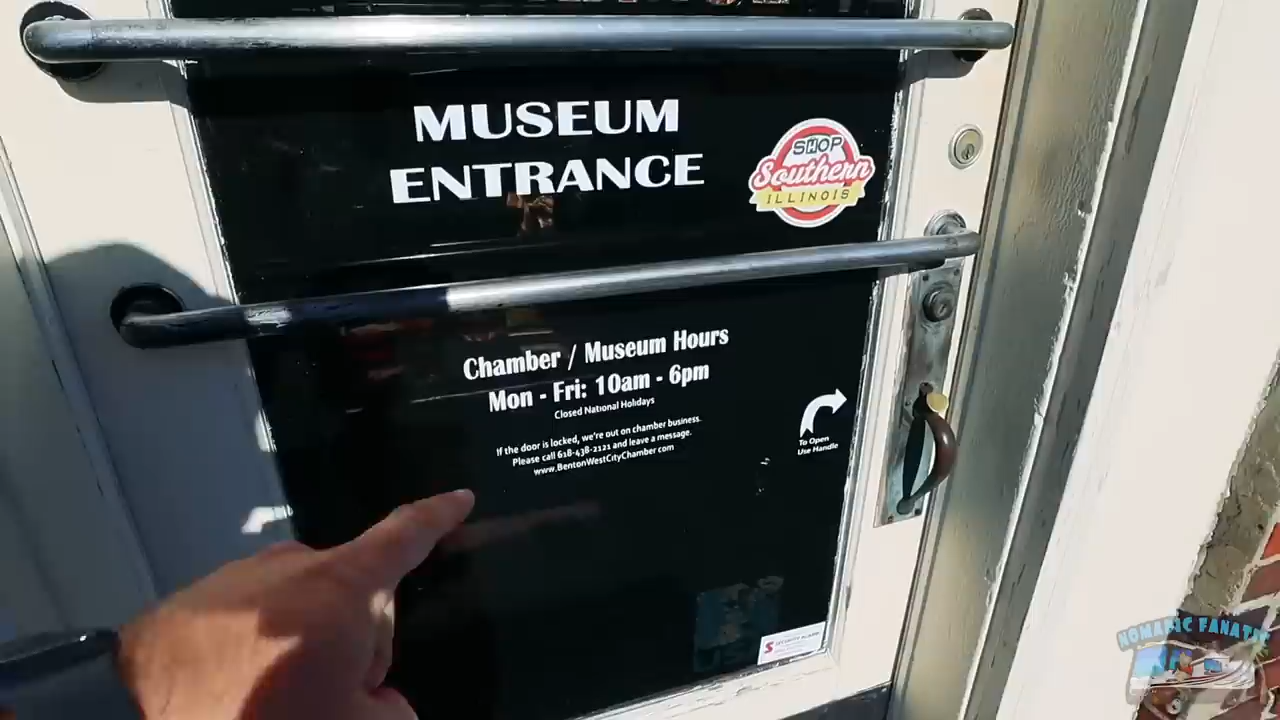 MUSEUM
ENTRANCE
SHOP
Southern
ILLINOIS
Chamber / Museum Hours
Mon - Fri: 10am - 6pm
Closed National Holidays
If the door is locked, we're out on chamber business.
Please call 618-438-2121 and leave a message.
www.BentonWestCityChamber.com
To Open
Use Handle
NOMADIC FANATIC